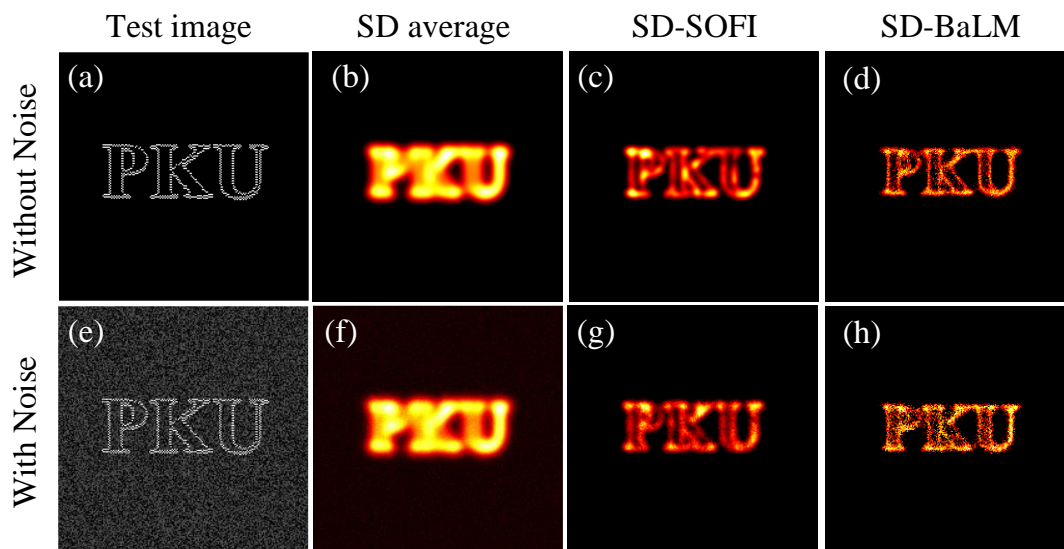 Test image SD average SD-SOFI SD-BaLM
Without Noise
(a) (b) (c) (d)
PKU PKU PKU PKU
With Noise
(e) (f) (g) (h)
PKU PKU PKU PKU